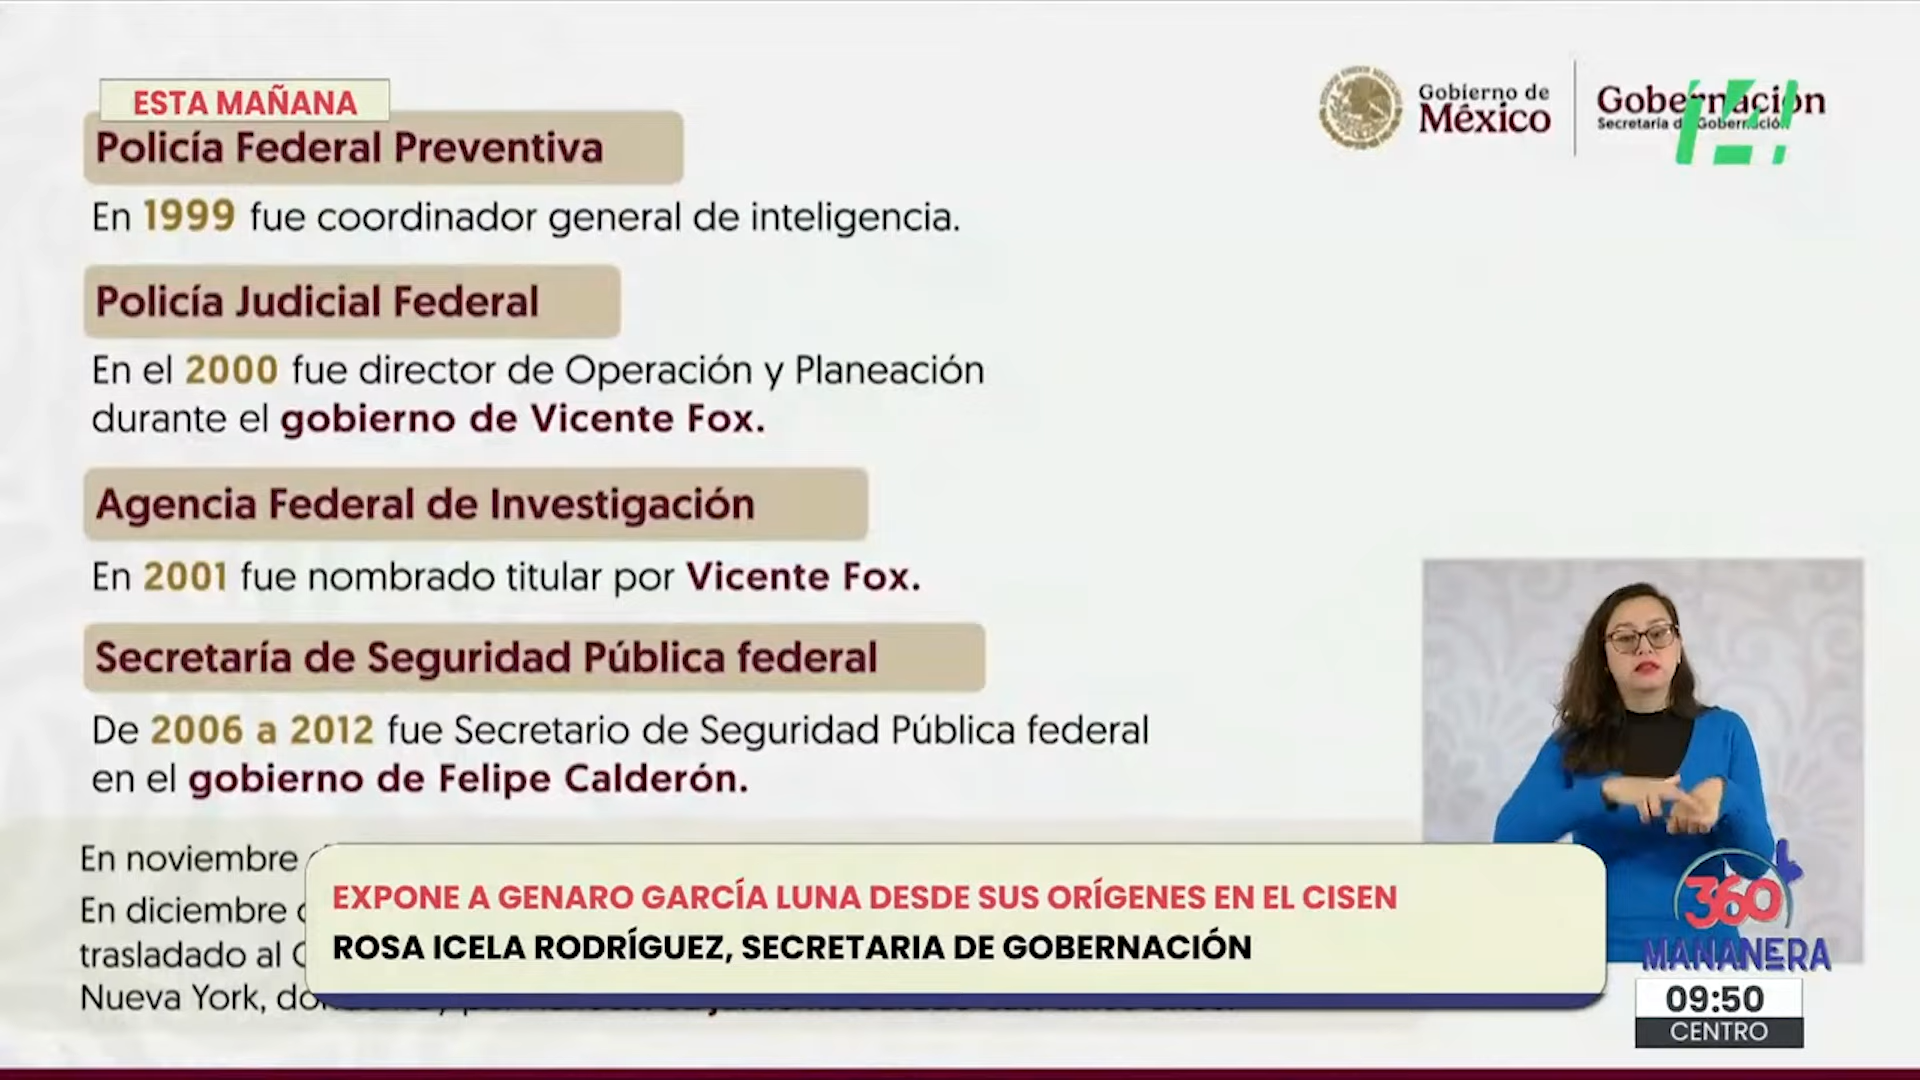 ESTA MAÑANA
Gobierno de
México
Gobernación
Secretaría de Gobernación
Policía Federal Preventiva
En 1999 fue coordinador general de inteligencia.
Policía Judicial Federal
En el 2000 fue director de Operación y Planeación
durante el gobierno de Vicente Fox.
Agencia Federal de Investigación
En 2001 fue nombrado titular por Vicente Fox.
Secretaría de Seguridad Pública federal
De 2006 a 2012 fue Secretario de Seguridad Pública federal
en el gobierno de Felipe Calderón.
En noviembre
En diciembre
trasladado al
Nueva York,
EXPONE A GENARO GARCÍA LUNA DESDE SUS ORÍGENES EN EL CISEN
ROSA ICELA RODRÍGUEZ, SECRETARIA DE GOBERNACIÓN
360
MAÑANERA
09:50
CENTRO